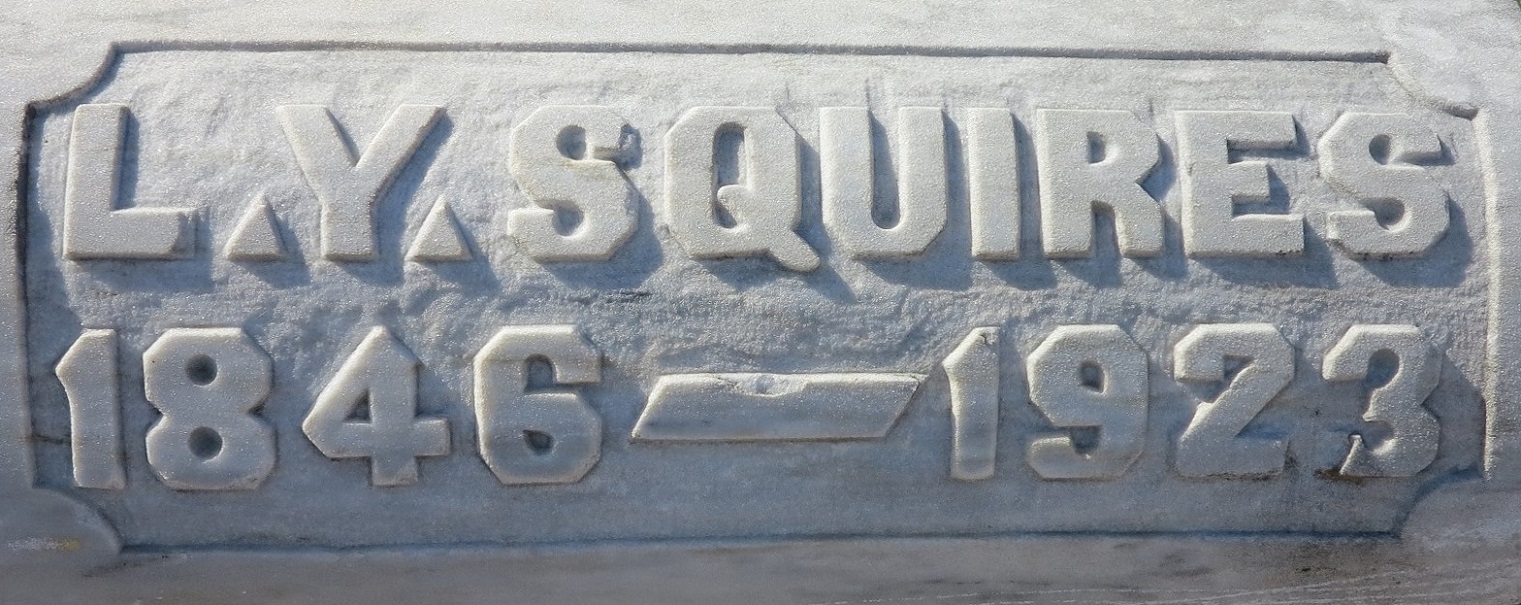 L.Y. SQUIRES
1846 — 1923